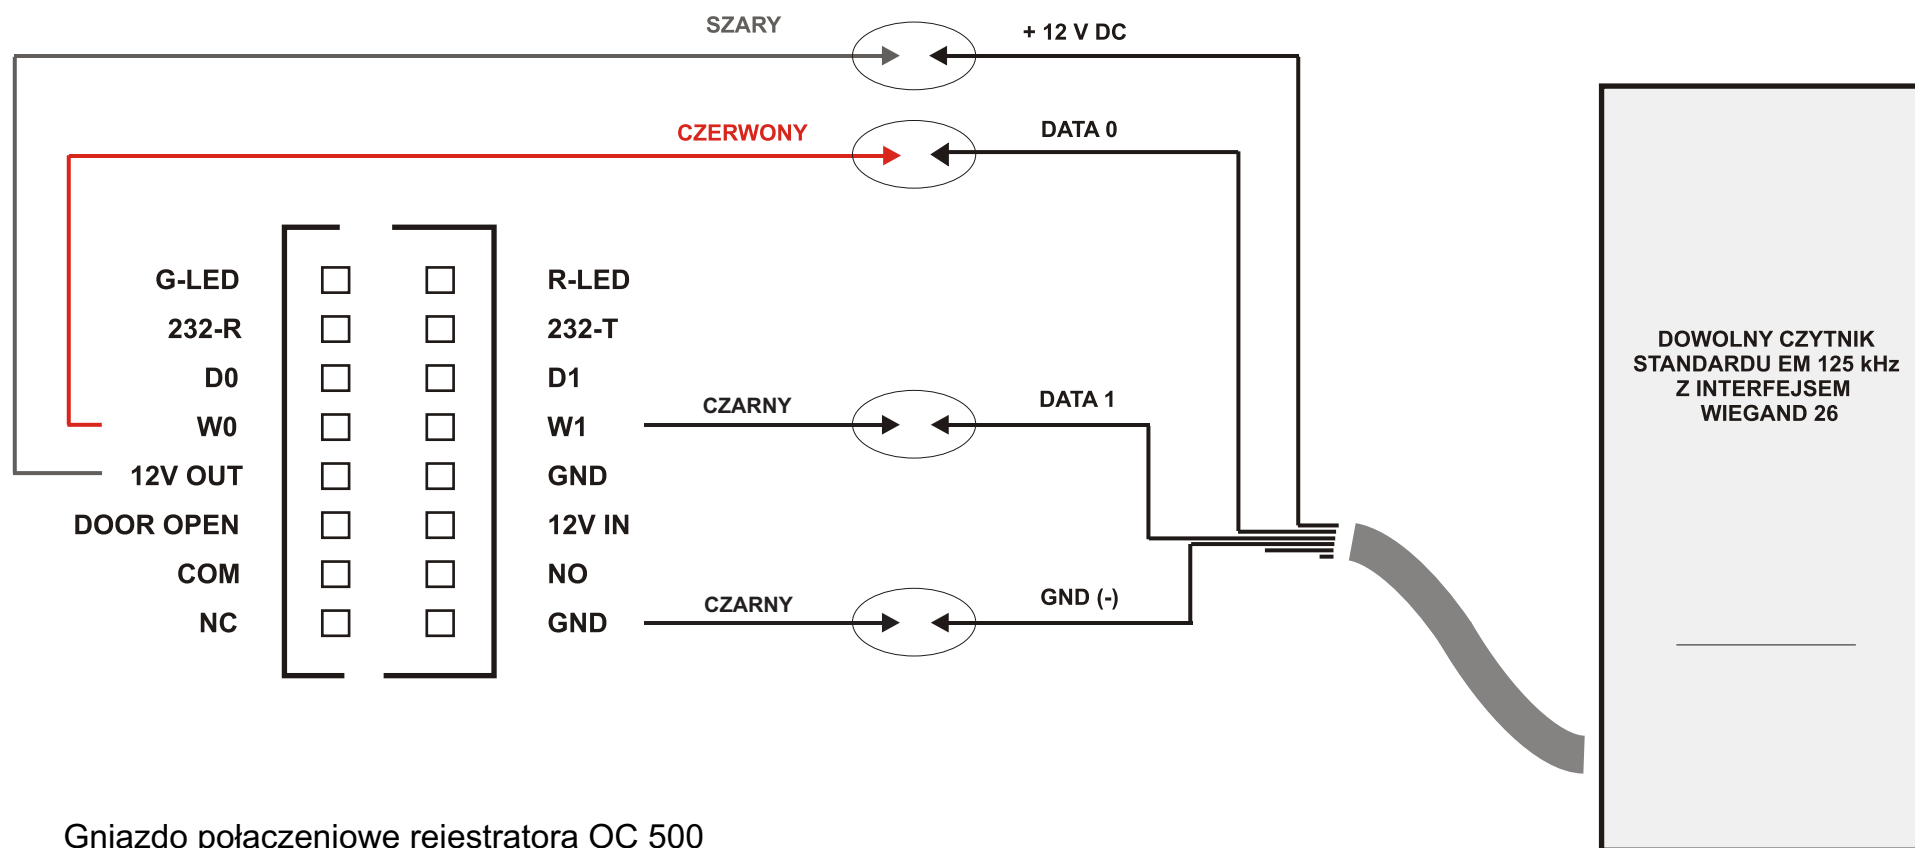 SZARY
+ 12 V DC
CZERWONY
DATA 0
G-LED
R-LED
232-R
232-T
D0
D1
W0
W1
CZARNY
DATA 1
12V OUT
GND
DOOR OPEN
12V IN
COM
NO
NC
GND
CZARNY
GND (-)
DOWOLNY CZYTNIK
STANDARDU EM 125 kHz
Z INTERFEJSEM
WIEGAND 26
Gniazdo połączeniowe rejestratora OC 500